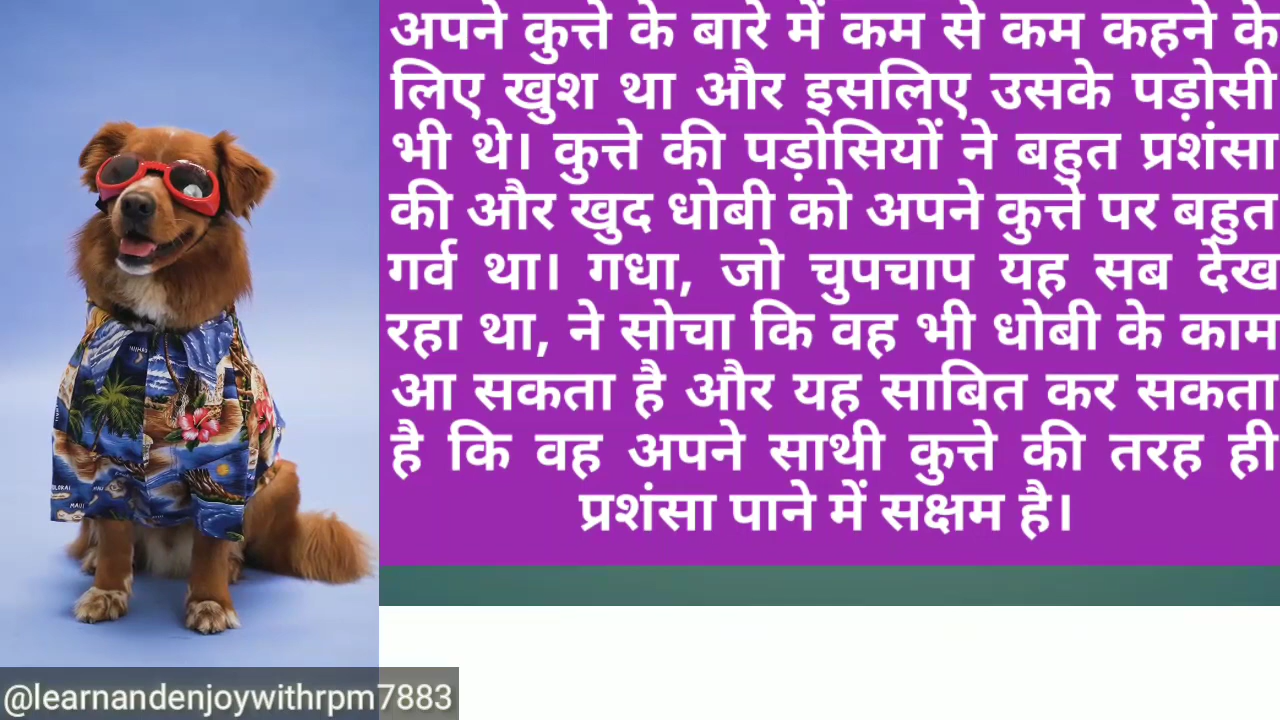 अपने कुत्ते के बारे में कम से कम कहने के
लिए खुश था और इसलिए उसके पड़ोसी
भी थे। कुत्ते की पड़ोसियों ने बहुत प्रशंसा
की और खुद धोबी को अपने कुत्ते पर बहुत
गर्व था। गधा, जो चुपचाप यह सब देख
रहा था, ने सोचा कि वह भी धोबी के काम
आ सकता है और यह साबित कर सकता
है कि वह अपने साथी कुत्ते की तरह ही
प्रशंसा पाने में सक्षम है।
MAUI
@learnandenjoywithrpm7883